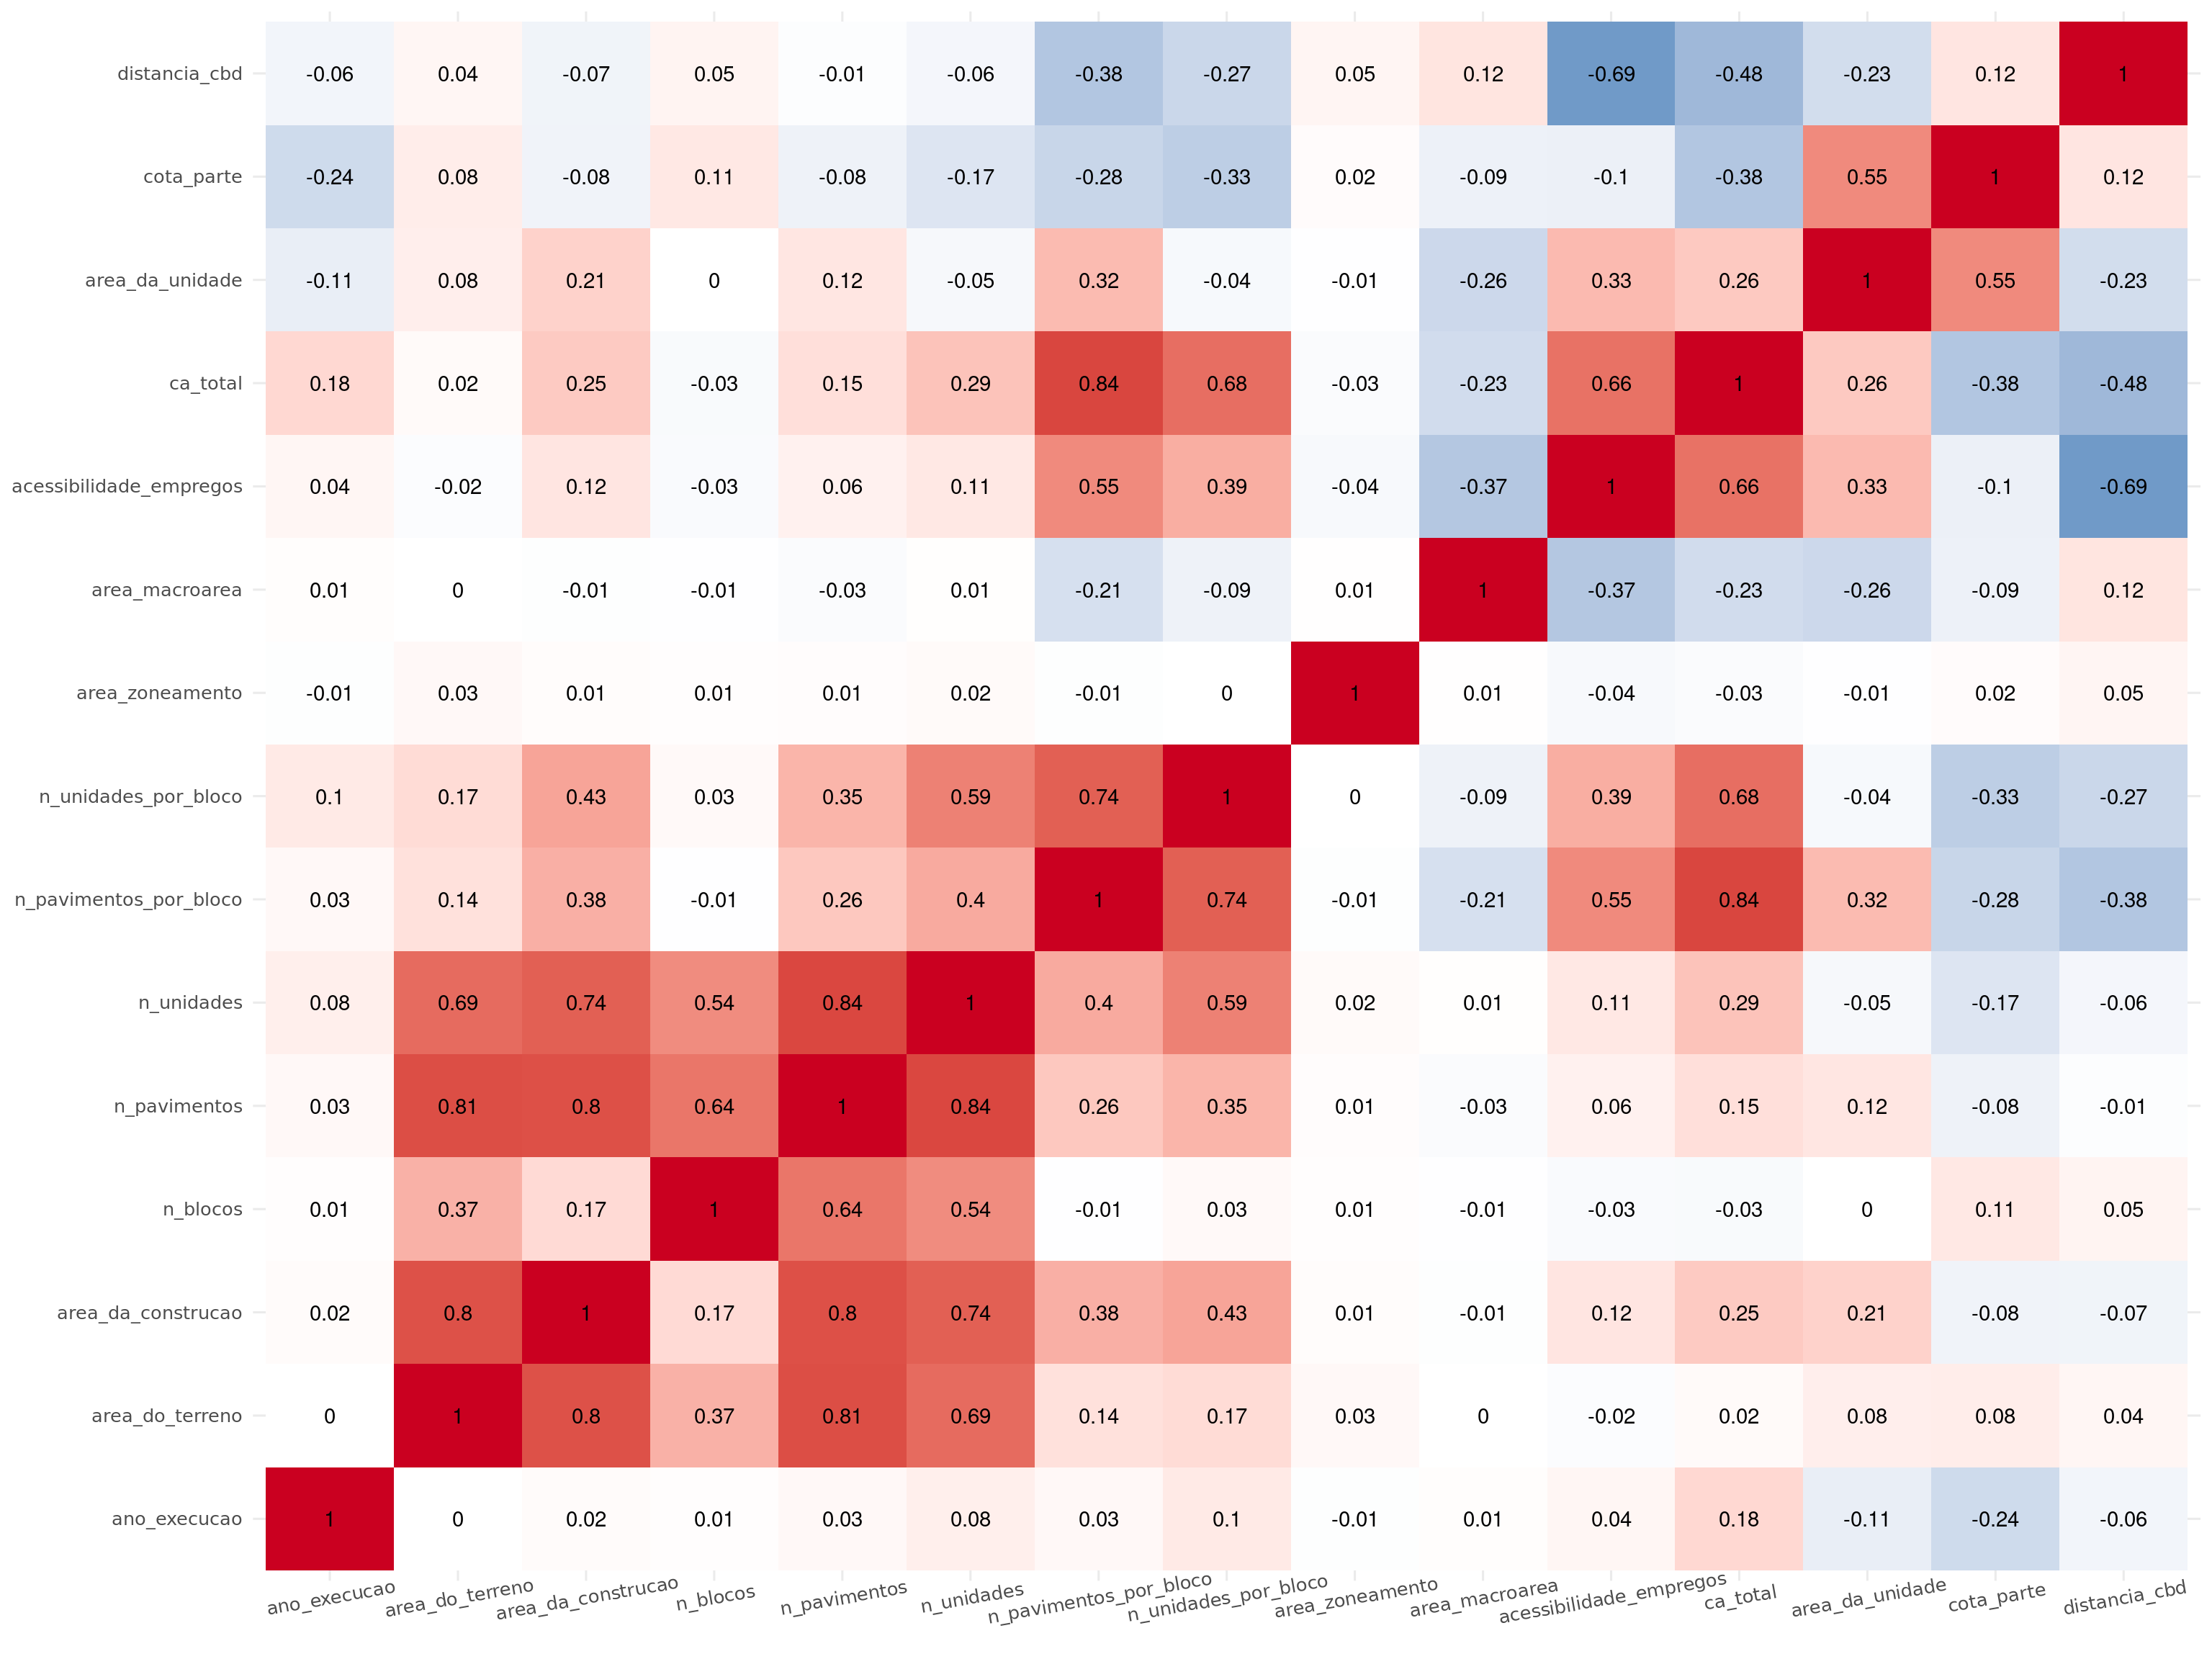 distancia_cbd -0.06 0.04 -0.07 0.05 -0.01 -0.06 -0.38 -0.27 0.05 0.12 -0.69 -0.48 -0.23 0.12 1
cota_parte -0.24 0.08 -0.08 0.11 -0.08 -0.17 -0.28 -0.33 0.02 -0.09 -0.1 -0.38 0.55 1 0.12
area_da_unidade -0.11 0.08 0.21 0 0.12 -0.05 0.32 -0.04 -0.01 -0.26 0.33 0.26 1 0.55 -0.23
ca_total 0.18 0.02 0.25 -0.03 0.15 0.29 0.84 0.68 -0.03 -0.23 0.66 1 0.26 -0.38 -0.48
acessibilidade_empregos 0.04 -0.02 0.12 -0.03 0.06 0.11 0.55 0.39 -0.04 -0.37 1 0.66 0.33 -0.1 -0.69
area_macroarea 0.01 0 -0.01 -0.01 -0.03 0.01 -0.21 -0.09 0.01 1 -0.37 -0.23 -0.26 -0.09 0.12
area_zoneamento -0.01 0.03 0.01 0.01 0.01 0.02 -0.01 0 1 0.01 -0.04 -0.03 -0.01 0.02 0.05
n_unidades_por_bloco 0.1 0.17 0.43 0.03 0.35 0.59 0.74 1 0 -0.09 0.39 0.68 -0.04 -0.33 -0.27
n_pavimentos_por_bloco 0.03 0.14 0.38 -0.01 0.26 0.4 1 0.74 -0.01 -0.21 0.55 0.84 0.32 -0.28 -0.38
n_unidades 0.08 0.69 0.74 0.54 0.84 1 0.4 0.59 0.02 0.01 0.11 0.29 -0.05 -0.17 -0.06
n_pavimentos 0.03 0.81 0.8 0.64 1 0.84 0.26 0.35 0.01 -0.03 0.06 0.15 0.12 -0.08 -0.01
n_blocos 0.01 0.37 0.17 1 0.64 0.54 -0.01 0.03 0.01 -0.01 -0.03 -0.03 0 0.11 0.05
area_da_construcao 0.02 0.8 1 0.17 0.8 0.74 0.38 0.43 0.01 -0.01 0.12 0.25 0.21 -0.08 -0.07
area_do_terreno 0 1 0.8 0.37 0.81 0.69 0.14 0.17 0.03 0 -0.02 0.02 0.08 0.08 0.04
ano_execucao 1 0 0.02 0.01 0.03 0.08 0.03 0.1 -0.01 0.01 0.04 0.18 -0.11 -0.24 -0.06
ano_execucao area_do_terreno area_da_construcao n_blocos n_pavimentos n_unidades n_pavimentos_por_bloco n_unidades_por_bloco area_zoneamento area_macroarea acessibilidade_empregos ca_total area_da_unidade cota_parte distancia_cbd